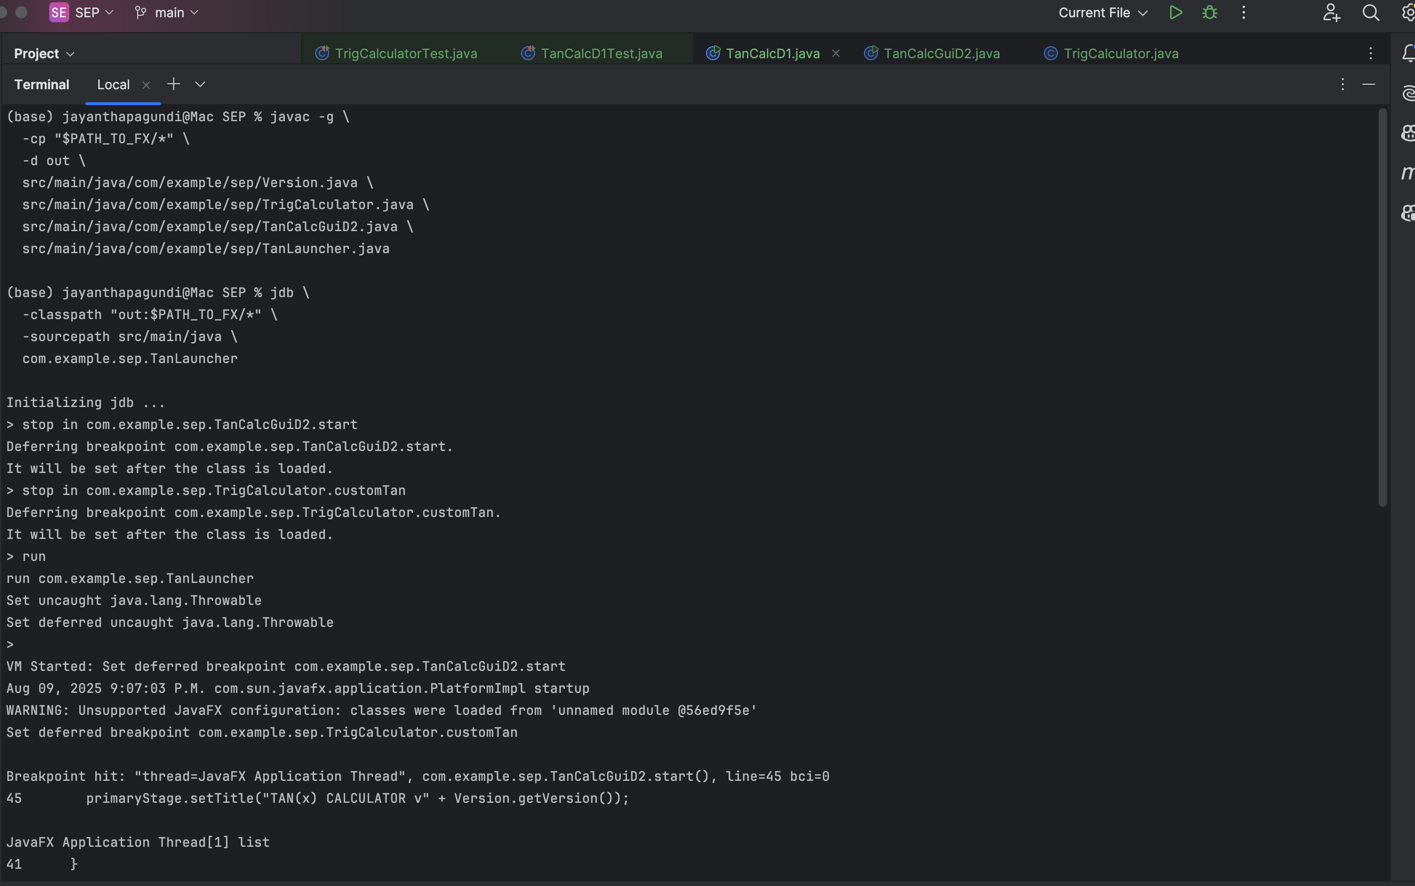 SE SEP main Current File
Project TrigCalculatorTest.java TanCalcD1Test.java TanCalcD1.java TanCalcGuiD2.java TrigCalculator.java
Terminal Local
(base) jayanthapagundi@Mac SEP % javac -g \
-cp "$PATH_TO_FX/*" \
-d out \
src/main/java/com/example/sep/Version.java \
src/main/java/com/example/sep/TrigCalculator.java \
src/main/java/com/example/sep/TanCalcGuiD2.java \
src/main/java/com/example/sep/TanLauncher.java
(base) jayanthapagundi@Mac SEP % jdb \
-classpath "out:$PATH_TO_FX/*" \
-sourcepath src/main/java \
com.example.sep.TanLauncher
Initializing jdb ...
> stop in com.example.sep.TanCalcGuiD2.start
Deferring breakpoint com.example.sep.TanCalcGuiD2.start.
It will be set after the class is loaded.
> stop in com.example.sep.TrigCalculator.customTan
Deferring breakpoint com.example.sep.TrigCalculator.customTan.
It will be set after the class is loaded.
> run
run com.example.sep.TanLauncher
Set uncaught java.lang.Throwable
Set deferred uncaught java.lang.Throwable
>
VM Started: Set deferred breakpoint com.example.sep.TanCalcGuiD2.start
Aug 09, 2025 9:07:03 P.M. com.sun.javafx.application.PlatformImpl startup
WARNING: Unsupported JavaFX configuration: classes were loaded from 'unnamed module @56ed9f5e'
Set deferred breakpoint com.example.sep.TrigCalculator.customTan
Breakpoint hit: "thread=JavaFX Application Thread", com.example.sep.TanCalcGuiD2.start(), line=45 bci=0
45 primaryStage.setTitle("TAN(x) CALCULATOR v" + Version.getVersion());
JavaFX Application Thread[1] list
41 }